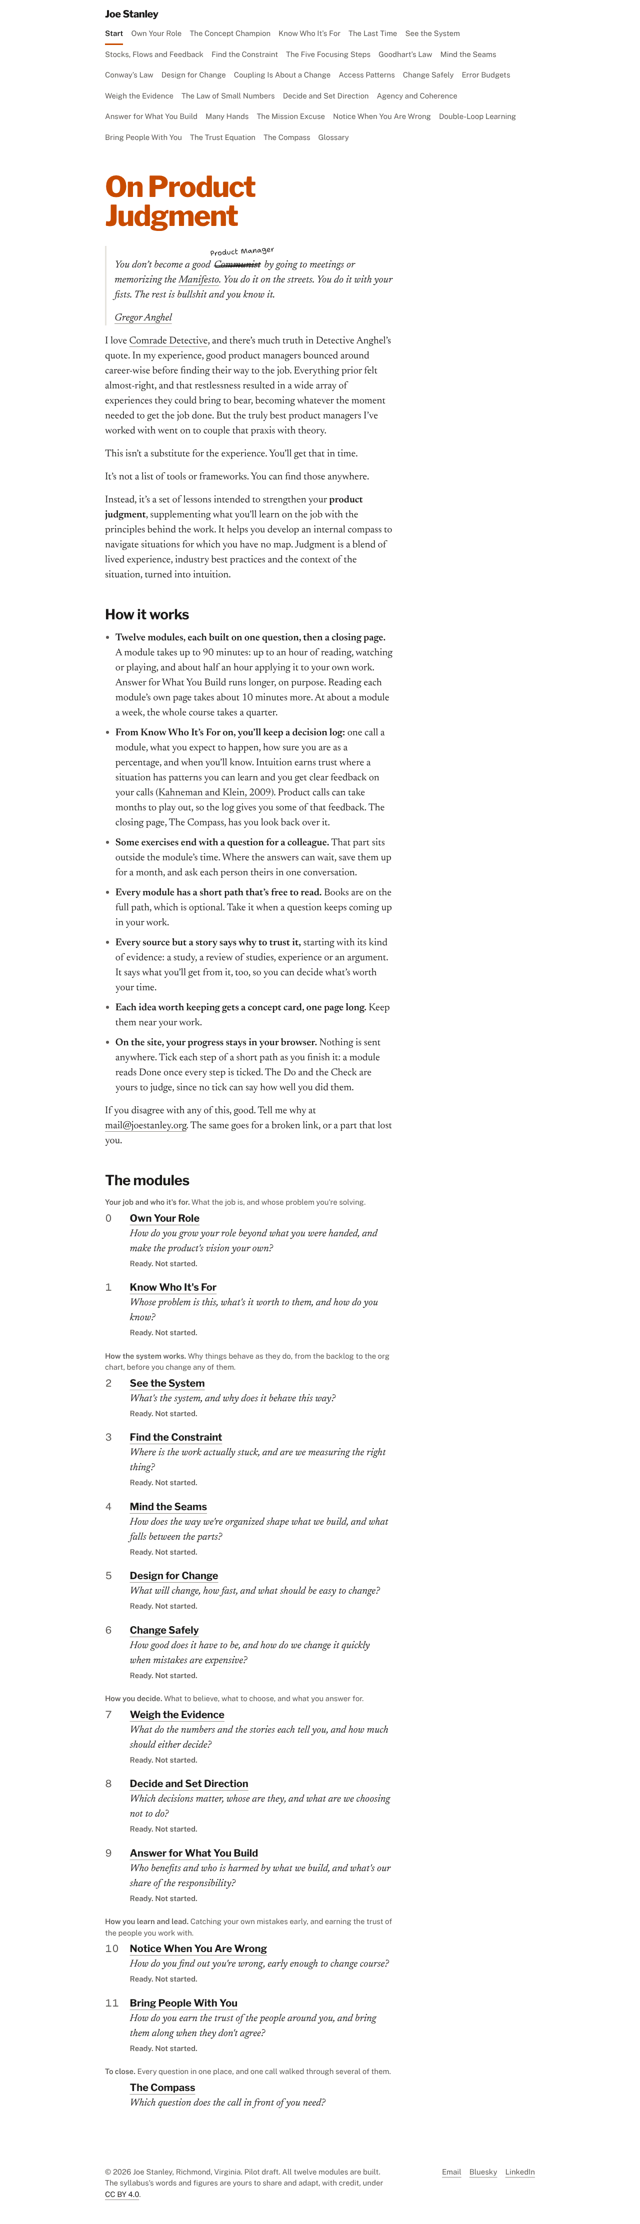 Joe Stanley
Start Own Your Role The Concept Champion Know Who It's For The Last Time See the System
Stocks, Flows and Feedback Find the Constraint The Five Focusing Steps Goodhart's Law Mind the Seams
Conway's Law Design for Change Coupling Is About a Change Access Patterns Change Safely Error Budgets
Weigh the Evidence The Law of Small Numbers Decide and Set Direction Agency and Coherence
Answer for What You Build Many Hands The Mission Excuse Notice When You Are Wrong Double-Loop Learning
Bring People With You The Trust Equation The Compass Glossary
On Product
Judgment
Product Manager
You don't become a good Communist by going to meetings or
memorizing the Manifesto. You do it on the streets. You do it with your
fists. The rest is bullshit and you know it.
Gregor Anghel
I love Comrade Detective, and there's much truth in Detective Anghel's
quote. In my experience, good product managers bounced around
career-wise before finding their way to the job. Everything prior felt
almost-right, and that restlessness resulted in a wide array of
experiences they could bring to bear, becoming whatever the moment
needed to get the job done. But the truly best product managers I've
worked with went on to couple that praxis with theory.
This isn't a substitute for the experience. You'll get that in time.
It's not a list of tools or frameworks. You can find those anywhere.
Instead, it's a set of lessons intended to strengthen your product
judgment, supplementing what you'll learn on the job with the
principles behind the work. It helps you develop an internal compass to
navigate situations for which you have no map. Judgment is a blend of
lived experience, industry best practices and the context of the
situation, turned into intuition.
How it works
• Twelve modules, each built on one question, then a closing page.
A module takes up to 90 minutes: up to an hour of reading, watching
or playing, and about half an hour applying it to your own work.
Answer for What You Build runs longer, on purpose. Reading each
module's own page takes about 10 minutes more. At about a module
a week, the whole course takes a quarter.
• From Know Who It's For on, you'll keep a decision log: one call a
module, what you expect to happen, how sure you are as a
percentage, and when you'll know. Intuition earns trust where a
situation has patterns you can learn and you get clear feedback on
your calls (Kahneman and Klein, 2009). Product calls can take
months to play out, so the log gives you some of that feedback. The
closing page, The Compass, has you look back over it.
• Some exercises end with a question for a colleague. That part sits
outside the module's time. Where the answers can wait, save them up
for a month, and ask each person theirs in one conversation.
• Every module has a short path that's free to read. Books are on the
full path, which is optional. Take it when a question keeps coming up
in your work.
• Every source but a story says why to trust it, starting with its kind
of evidence: a study, a review of studies, experience or an argument.
It says what you'll get from it, too, so you can decide what's worth
your time.
• Each idea worth keeping gets a concept card, one page long. Keep
them near your work.
• On the site, your progress stays in your browser. Nothing is sent
anywhere. Tick each step of a short path as you finish it: a module
reads Done once every step is ticked. The Do and the Check are
yours to judge, since no tick can say how well you did them.
If you disagree with any of this, good. Tell me why at
mail@joestanley.org. The same goes for a broken link, or a part that lost
you.
The modules
Your job and who it's for. What the job is, and whose problem you're solving.
0 Own Your Role
How do you grow your role beyond what you were handed, and
make the product's vision your own?
Ready. Not started.
1 Know Who It's For
Whose problem is this, what's it worth to them, and how do you
know?
Ready. Not started.
How the system works. Why things behave as they do, from the backlog to the org
chart, before you change any of them.
2 See the System
What's the system, and why does it behave this way?
Ready. Not started.
3 Find the Constraint
Where is the work actually stuck, and are we measuring the right
thing?
Ready. Not started.
4 Mind the Seams
How does the way we're organized shape what we build, and what
falls between the parts?
Ready. Not started.
5 Design for Change
What will change, how fast, and what should be easy to change?
Ready. Not started.
6 Change Safely
How good does it have to be, and how do we change it quickly
when mistakes are expensive?
Ready. Not started.
How you decide. What to believe, what to choose, and what you answer for.
7 Weigh the Evidence
What do the numbers and the stories each tell you, and how much
should either decide?
Ready. Not started.
8 Decide and Set Direction
Which decisions matter, whose are they, and what are we choosing
not to do?
Ready. Not started.
9 Answer for What You Build
Who benefits and who is harmed by what we build, and what's our
share of the responsibility?
Ready. Not started.
How you learn and lead. Catching your own mistakes early, and earning the trust of
the people you work with.
10 Notice When You Are Wrong
How do you find out you're wrong, early enough to change course?
Ready. Not started.
11 Bring People With You
How do you earn the trust of the people around you, and bring
them along when they don't agree?
Ready. Not started.
To close. Every question in one place, and one call walked through several of them.
The Compass
Which question does the call in front of you need?
© 2026 Joe Stanley, Richmond, Virginia. Pilot draft. All twelve modules are built.
The syllabus's words and figures are yours to share and adapt, with credit, under
CC BY 4.0.
Email Bluesky LinkedIn